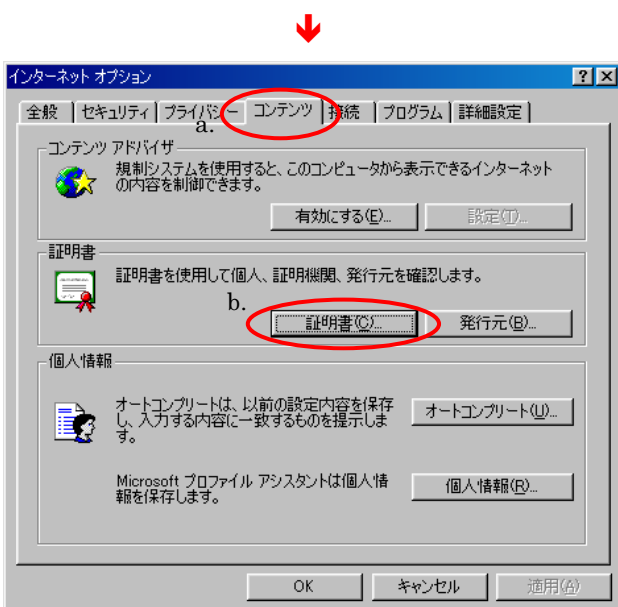 インターネット オプション
全般 セキュリティ プライバシー コンテンツ 接続 プログラム 詳細設定
a.
コンテンツ アドバイザ
規制システムを使用すると、このコンピュータから表示できるインターネット
の内容を制御できます。
有効にする(E)... 設定(T)...
証明書
証明書を使用して個人、証明機関、発行元を確認します。
b.
証明書(C)... 発行元(B)...
個人情報
オートコンプリートは、以前の設定内容を保存
し、入力する内容に一致するものを提示しま
す。
オートコンプリート(U)...
Microsoft プロファイル アシスタントは個人情
報を保存します。
個人情報(R)...
OK キャンセル 適用(A)